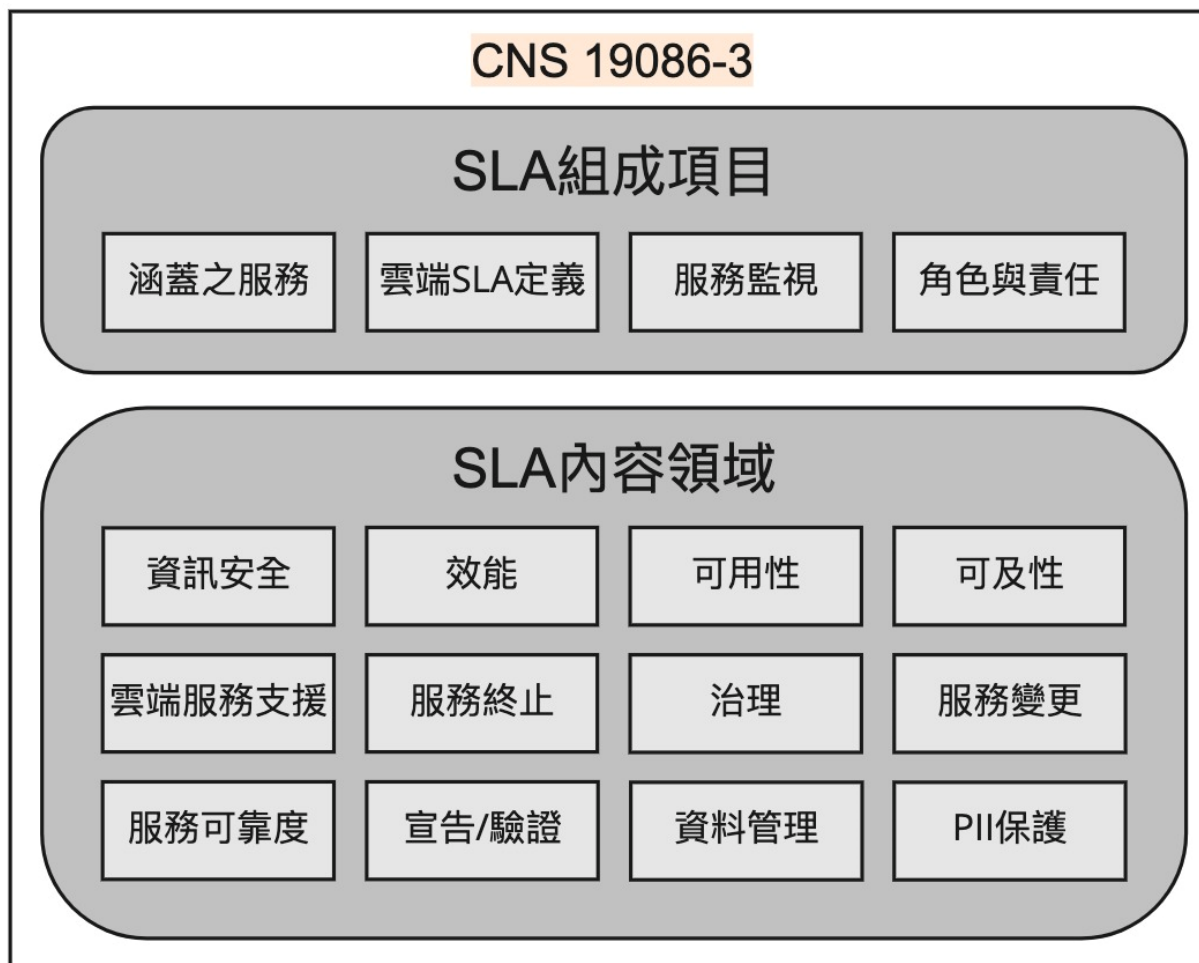 CNS 19086-3
SLA組成項目
涵蓋之服務 雲端SLA定義 服務監視 角色與責任
SLA內容領域
資訊安全 效能 可用性 可及性
雲端服務支援 服務終止 治理 服務變更
服務可靠度 宣告/驗證 資料管理 PII保護